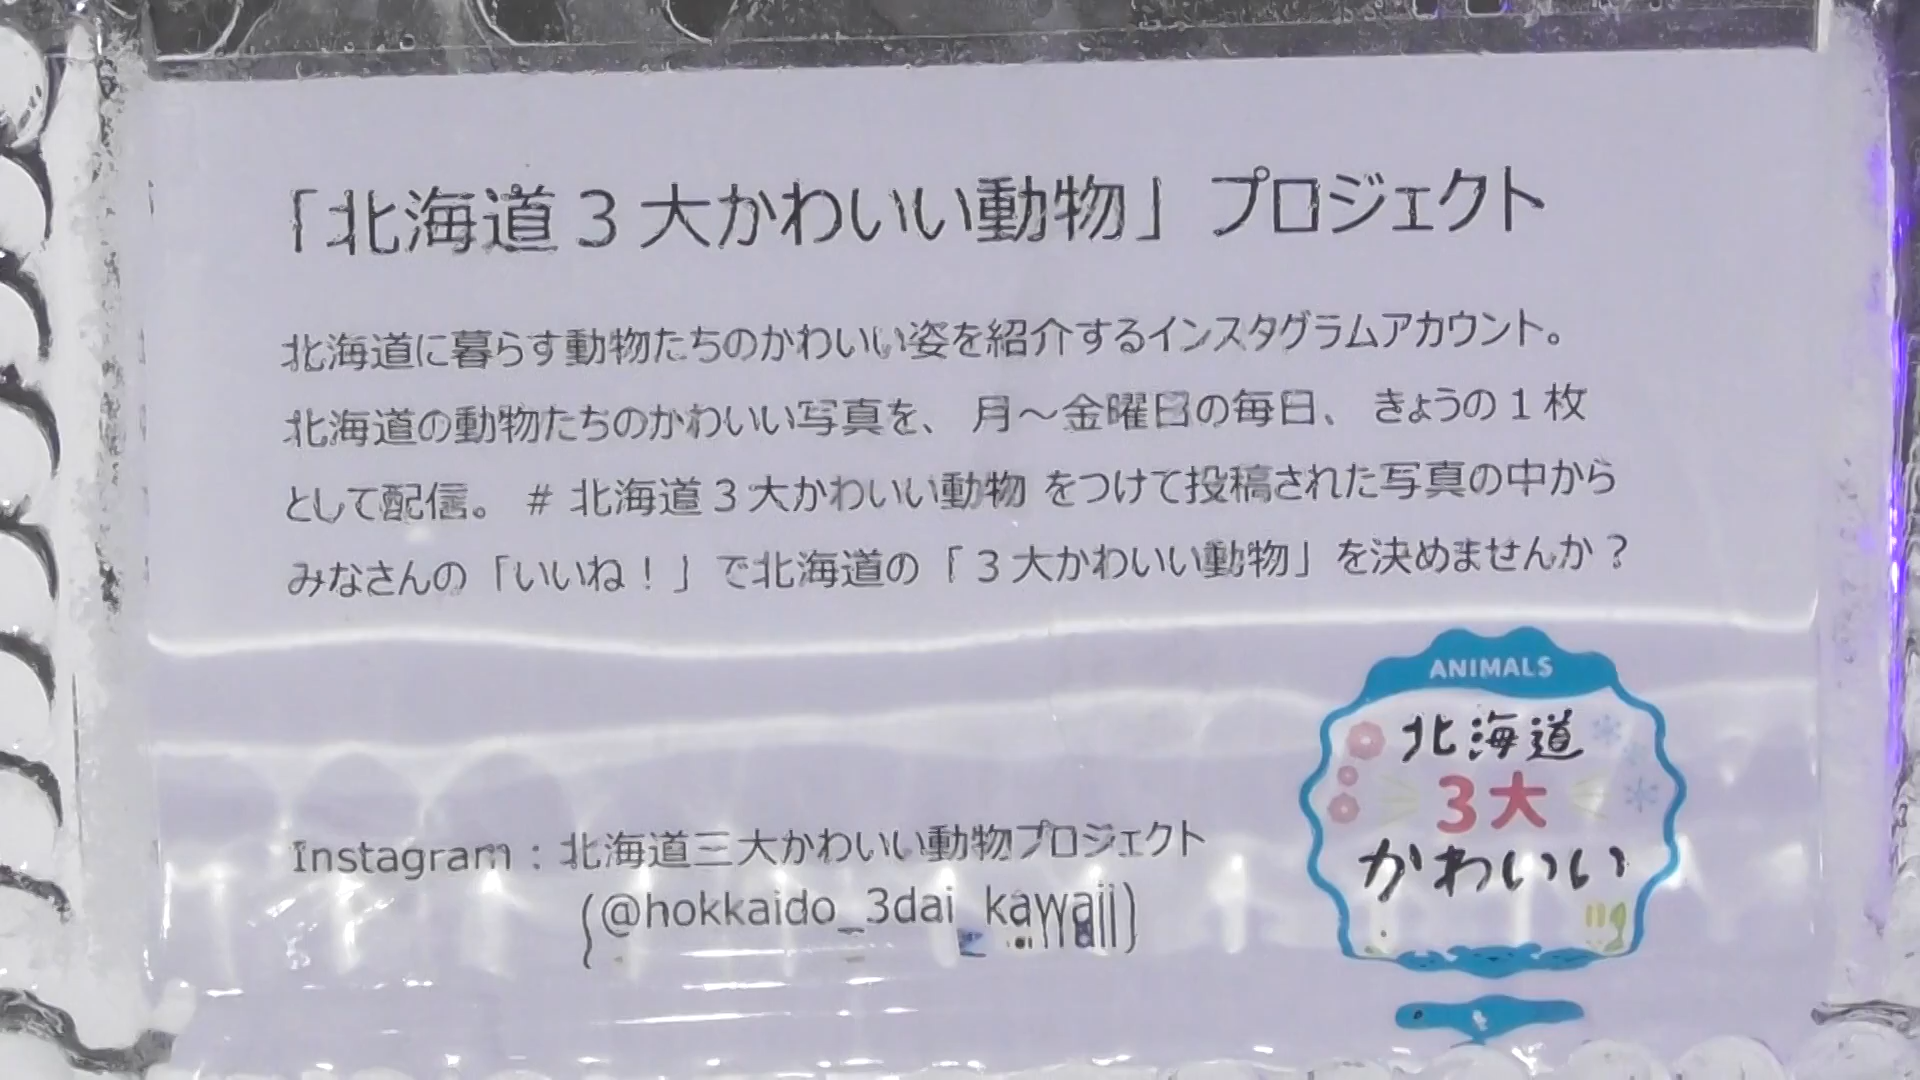 「北海道3大かわいい動物」プロジェクト
北海道に暮らす動物たちのかわいい姿を紹介するインスタグラムアカウント。
北海道の動物たちのかわいい写真を、月～金曜日の毎日、きょうの1枚
として配信。 # 北海道3大かわいい動物 をつけて投稿された写真の中から
みなさんの「いいね！」で北海道の「3大かわいい動物」を決めませんか？
ANIMALS
北海道
3大
かわいい
Instagram：北海道三大かわいい動物プロジェクト
(@hokkaido_3dai_kawaii)